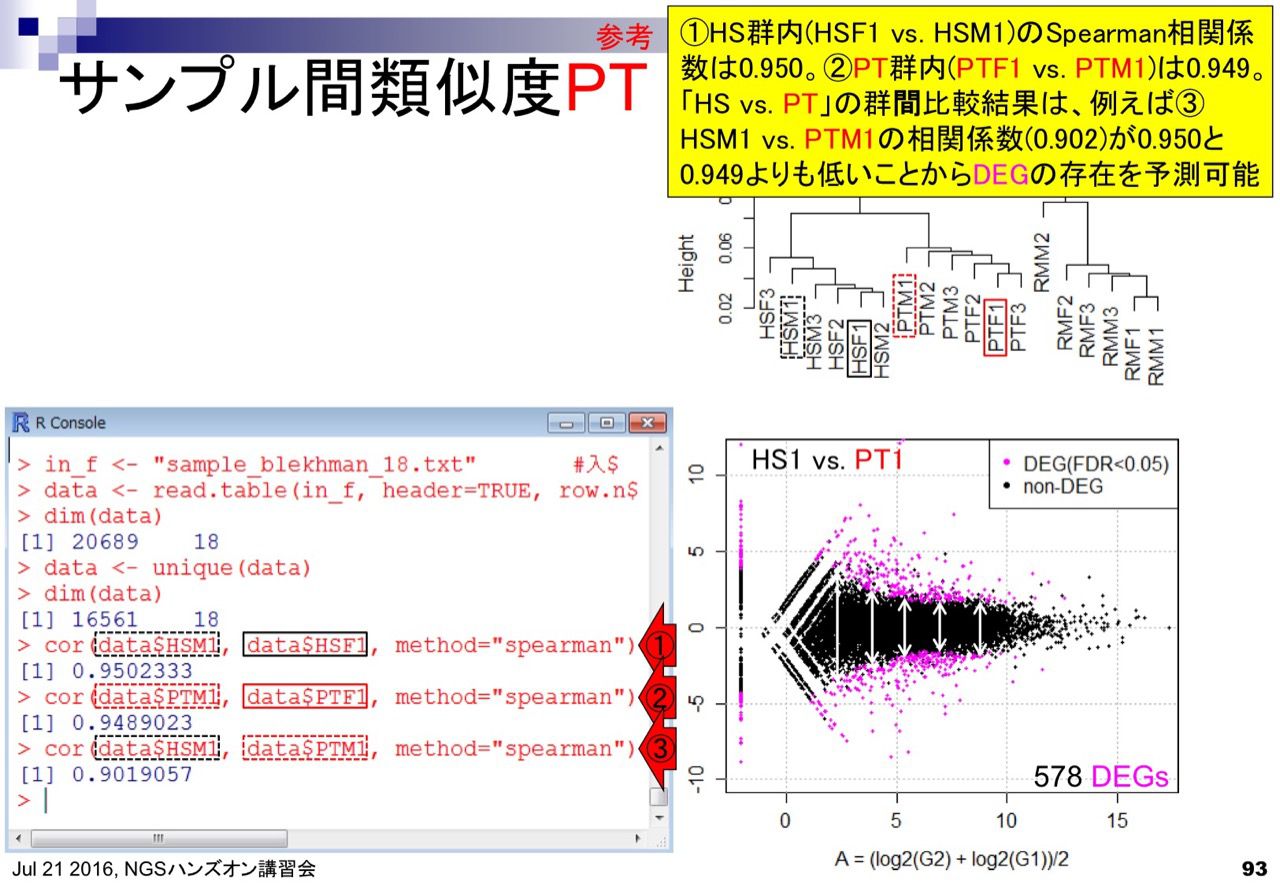 参考
サンプル間類似度PT
①HS群内(HSF1 vs. HSM1)のSpearman相関係
数は0.950。②PT群内(PTF1 vs. PTM1)は0.949。
「HS vs. PT」の群間比較結果は、例えば③
HSM1 vs. PTM1の相関係数(0.902)が0.950と
0.949よりも低いことからDEGの存在を予測可能
Height
0.02
0.06
HSF3
HSM1
HSM3
HSF2
HSF1
HSM2
PTM1
PTM2
PTM3
PTF2
PTF1
PTF3
RMM2
RMF2
RMF3
RMM3
RMF1
RMM1
R Console
> in_f <- "sample_blekhman_18.txt" #入$
> data <- read.table(in_f, header=TRUE, row.n$
> dim(data)
[1] 20689 18
> data <- unique(data)
> dim(data)
[1] 16561 18
> cor(data$HSM1, data$HSF1, method="spearman") ①
[1] 0.9502333
> cor(data$PTM1, data$PTF1, method="spearman") ②
[1] 0.9489023
> cor(data$HSM1, data$PTM1, method="spearman") ③
[1] 0.9019057
>
HS1 vs. PT1
DEG(FDR<0.05)
non-DEG
10
5
0
-5
-10
578 DEGs
0 5 10 15
A = (log2(G2) + log2(G1))/2
Jul 21 2016, NGSハンズオン講習会
93